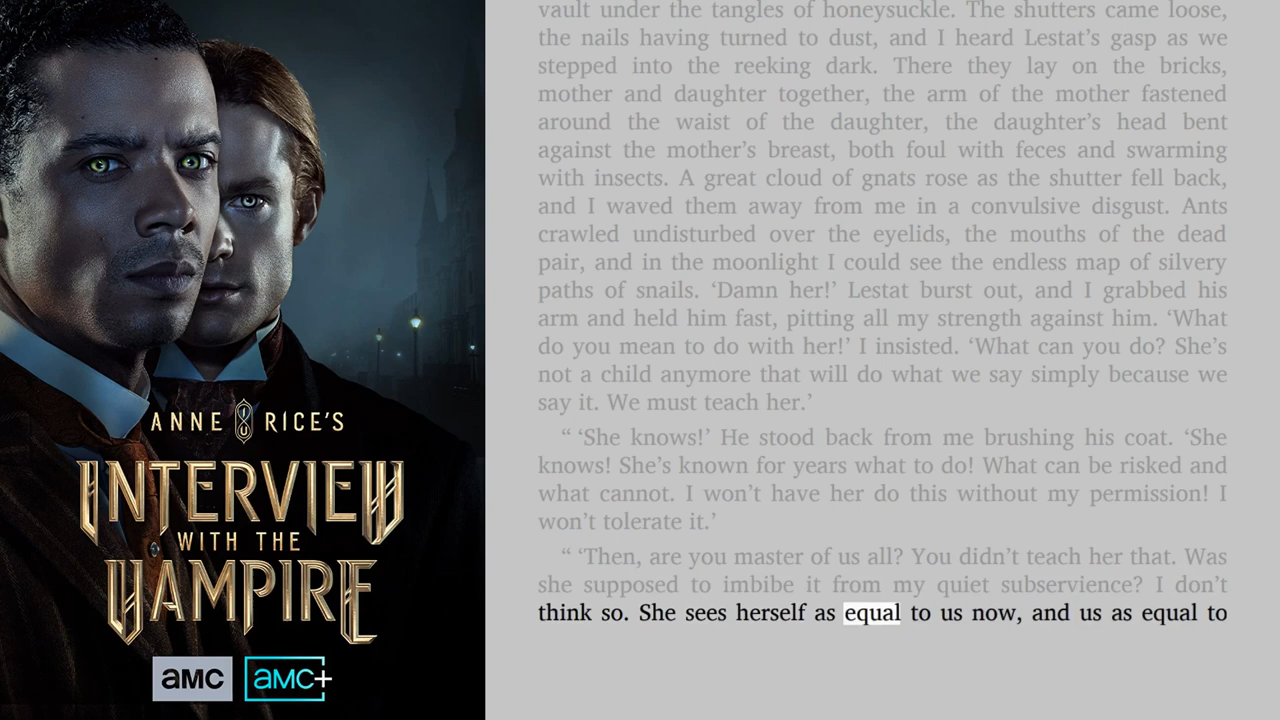 ANNE RICE'S
INTERVIEW
WITH THE
VAMPIRE
amc
amc+
vault under the tangles of honeysuckle. The shutters came loose,
the nails having turned to dust, and I heard Lestat’s gasp as we
stepped into the reeking dark. There they lay on the bricks,
mother and daughter together, the arm of the mother fastened
around the waist of the daughter, the daughter’s head bent
against the mother’s breast, both foul with feces and swarming
with insects. A great cloud of gnats rose as the shutter fell back,
and I waved them away from me in a convulsive disgust. Ants
crawled undisturbed over the eyelids, the mouths of the dead
pair, and in the moonlight I could see the endless map of silvery
paths of snails. ‘Damn her!’ Lestat burst out, and I grabbed his
arm and held him fast, pitting all my strength against him. ‘What
do you mean to do with her!’ I insisted. ‘What can you do? She’s
not a child anymore that will do what we say simply because we
say it. We must teach her.’
“ ‘She knows!’ He stood back from me brushing his coat. ‘She
knows! She’s known for years what to do! What can be risked and
what cannot. I won’t have her do this without my permission! I
won’t tolerate it.’
“ ‘Then, are you master of us all? You didn’t teach her that. Was
she supposed to imbibe it from my quiet subservience? I don’t
think so. She sees herself as equal to us now, and us as equal to